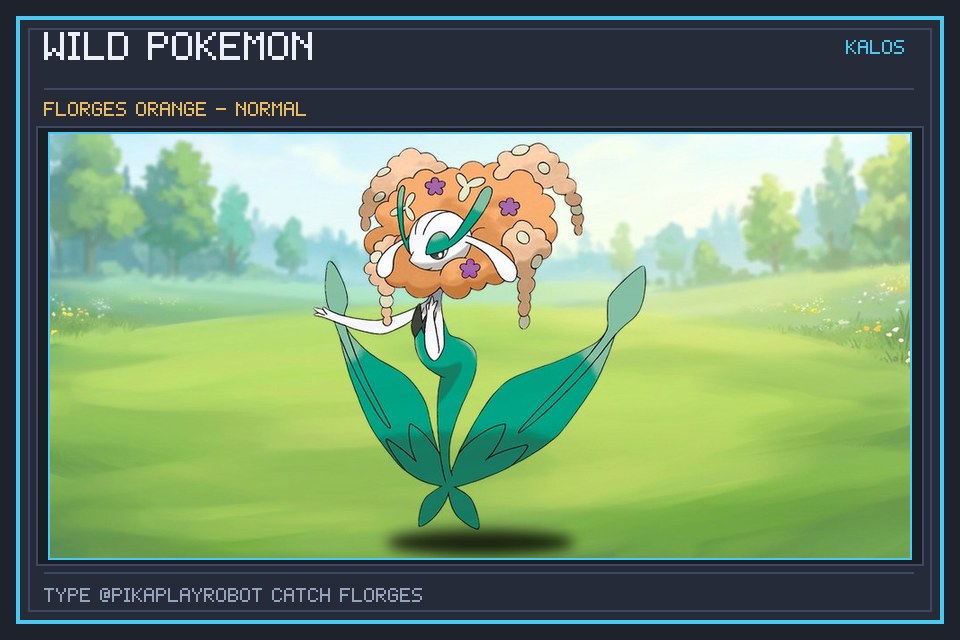 WILD POKEMON
KALOS
FLORGES ORANGE - NORMAL
TYPE @PIKAPLAYROBOT CATCH FLORGES